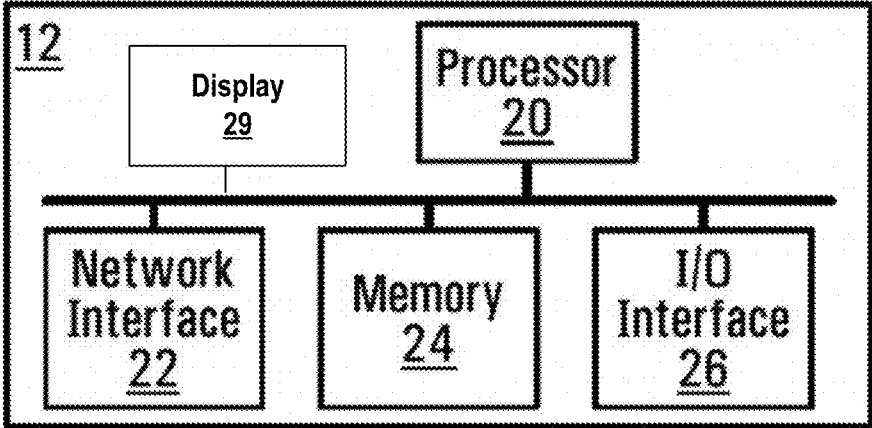 12
Display
29
Processor
20
Network
Interface
22
Memory
24
I/O
Interface
26